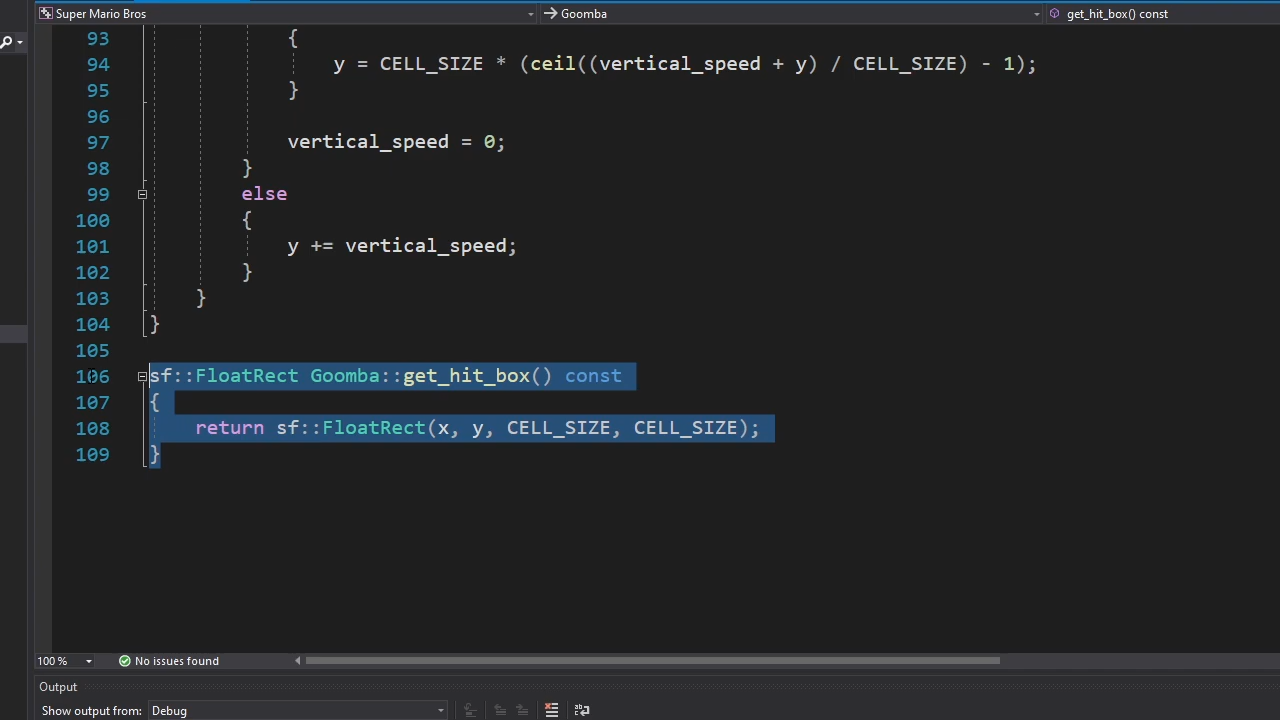 Super Mario Bros
Goomba
get_hit_box() const
93 {
94 y = CELL_SIZE * (ceil((vertical_speed + y) / CELL_SIZE) - 1);
95 }
96
97 vertical_speed = 0;
98 }
99 else
100 {
101 y += vertical_speed;
102 }
103 }
104 }
105
106 sf::FloatRect Goomba::get_hit_box() const
107 {
108 return sf::FloatRect(x, y, CELL_SIZE, CELL_SIZE);
109 }
100 %
No issues found
Output
Show output from: Debug